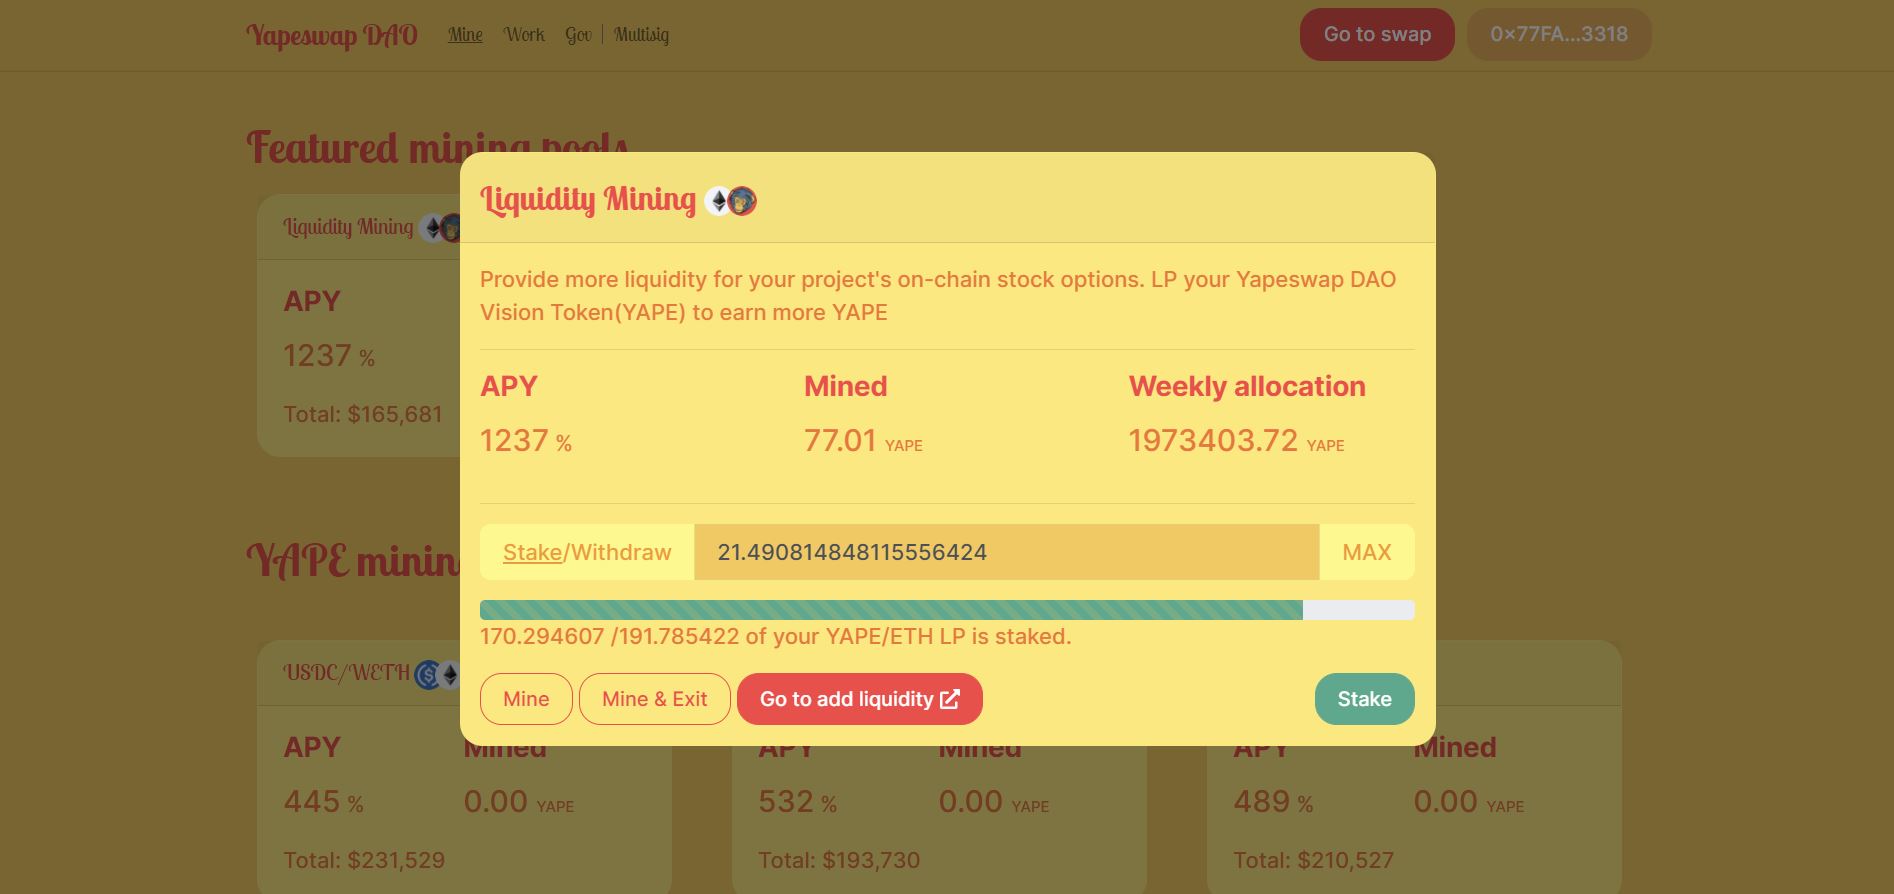 Yapeswap DAO Mine Work Gov Multisig Go to swap 0x77FA...3318
Featured mining pools
Liquidity Mining
APY
1237 %
Total: $165,681
Liquidity Mining
Provide more liquidity for your project's on-chain stock options. LP your Yapeswap DAO
Vision Token(YAPE) to earn more YAPE
APY Mined Weekly allocation
1237 % 77.01 YAPE 1973403.72 YAPE
Stake/Withdraw 21.490814848115556424 MAX
170.294607 /191.785422 of your YAPE/ETH LP is staked.
Mine Mine & Exit Go to add liquidity Stake
YAPE mining
USDC/WETH
APY Mined APY Mined APY Mined
445 % 0.00 YAPE 532 % 0.00 YAPE 489 % 0.00 YAPE
Total: $231,529 Total: $193,730 Total: $210,527